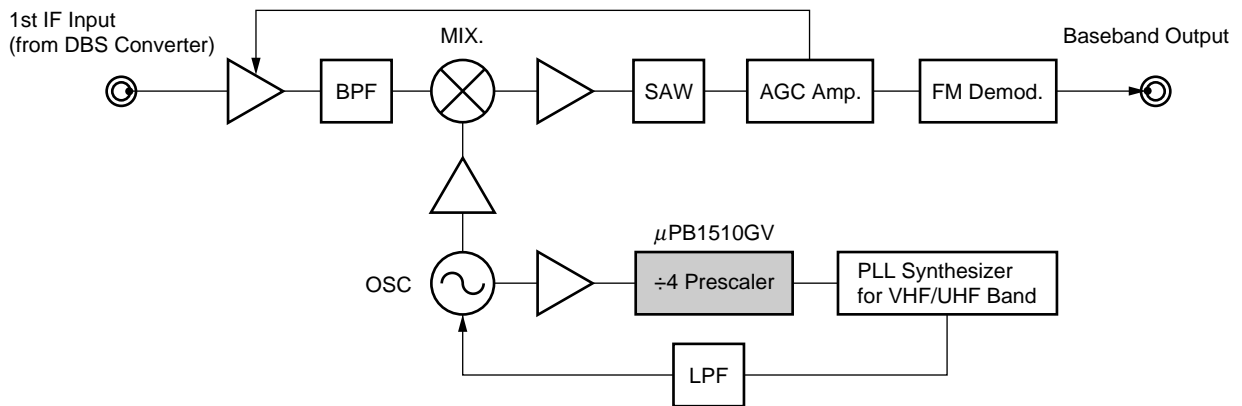 1st IF Input
(from DBS Converter)
MIX.
Baseband Output
BPF
SAW
AGC Amp.
FM Demod.
μPB1510GV
OSC
÷4 Prescaler
PLL Synthesizer
for VHF/UHF Band
LPF